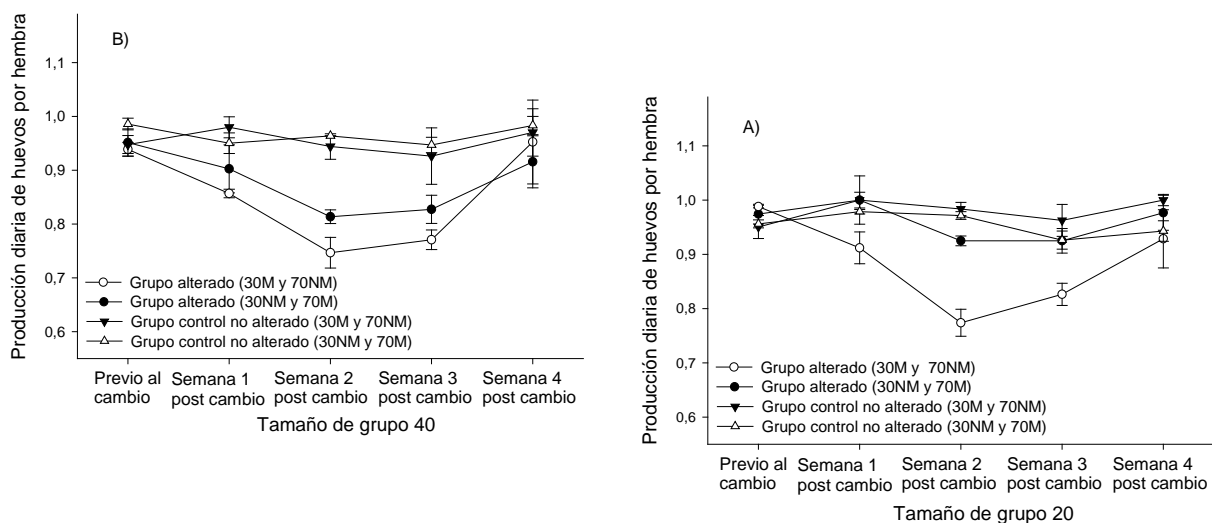 B)
Producción diaria de huevos por hembra
1,1
1,0
0,9
0,8
0,7
0,6
Grupo alterado (30M y 70NM)
Grupo alterado (30NM y 70M)
Grupo control no alterado (30M y 70NM)
Grupo control no alterado (30NM y 70M)
Previo al cambio
Semana 1 post cambio
Semana 2 post cambio
Semana 3 post cambio
Semana 4 post cambio
Tamaño de grupo 40
A)
Producción diaria de huevos por hembra
1,1
1,0
0,9
0,8
0,7
0,6
Grupo alterado (30M y 70NM)
Grupo alterado (30NM y 70M)
Grupo control no alterado (30M y 70NM)
Grupo control no alterado (30NM y 70M)
Previo al cambio
Semana 1 post cambio
Semana 2 post cambio
Semana 3 post cambio
Semana 4 post cambio
Tamaño de grupo 20